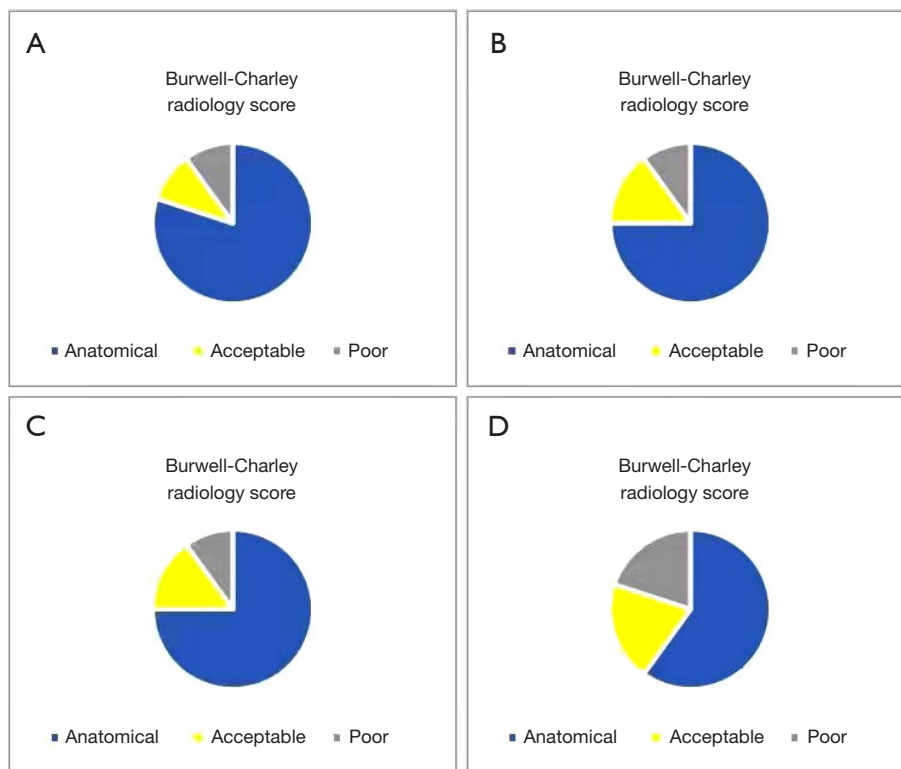 A
Burwell-Charley
radiology score
Anatomical Acceptable Poor
B
Burwell-Charley
radiology score
Anatomical Acceptable Poor
C
Burwell-Charley
radiology score
Anatomical Acceptable Poor
D
Burwell-Charley
radiology score
Anatomical Acceptable Poor